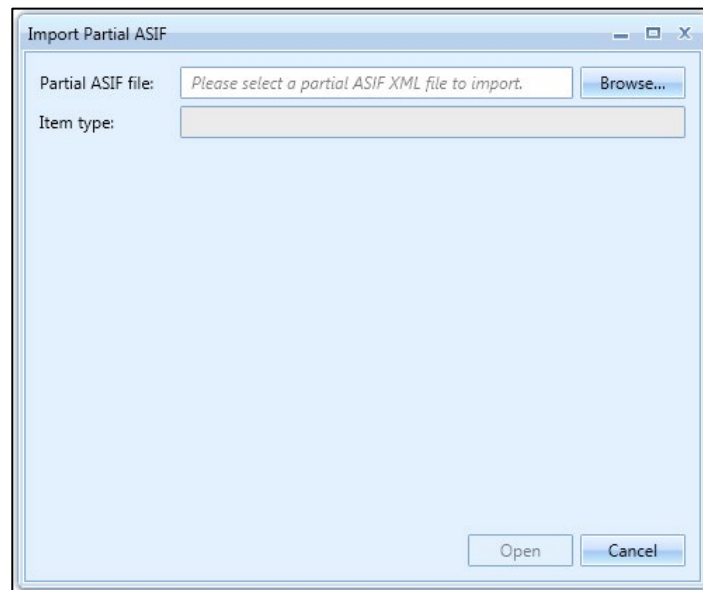 Import Partial ASIF
Partial ASIF file: Please select a partial ASIF XML file to import. Browse...
Item type:
Open Cancel